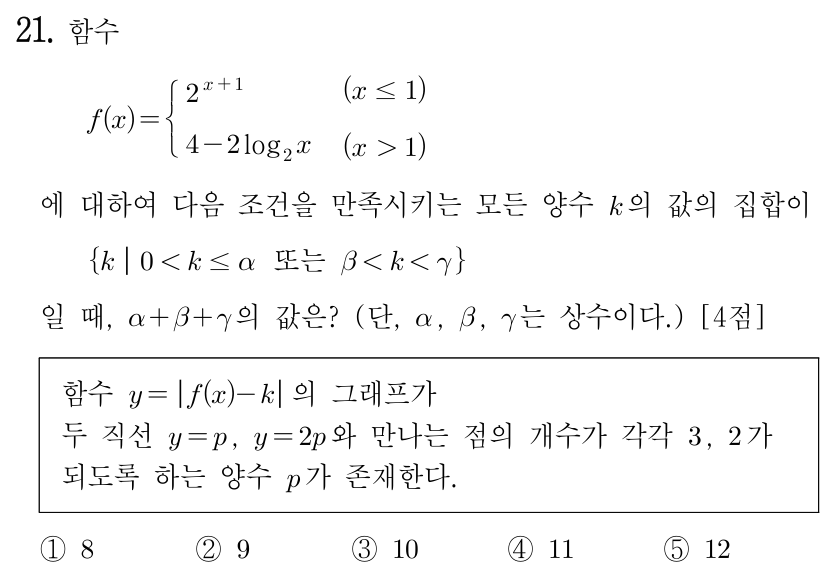 21. 함수
f(x)={ 2^{x+1} (x ≤ 1)
4-2log_2 x (x > 1)
에 대하여 다음 조건을 만족시키는 모든 양수 k의 값의 집합이
{k | 0 < k ≤ α 또는 β < k < γ}
일 때, α+β+γ의 값은? (단, α, β, γ는 상수이다.) [4점]
함수 y=|f(x)-k| 의 그래프가
두 직선 y=p, y=2p와 만나는 점의 개수가 각각 3, 2가
되도록 하는 양수 p가 존재한다.
① 8 ② 9 ③ 10 ④ 11 ⑤ 12